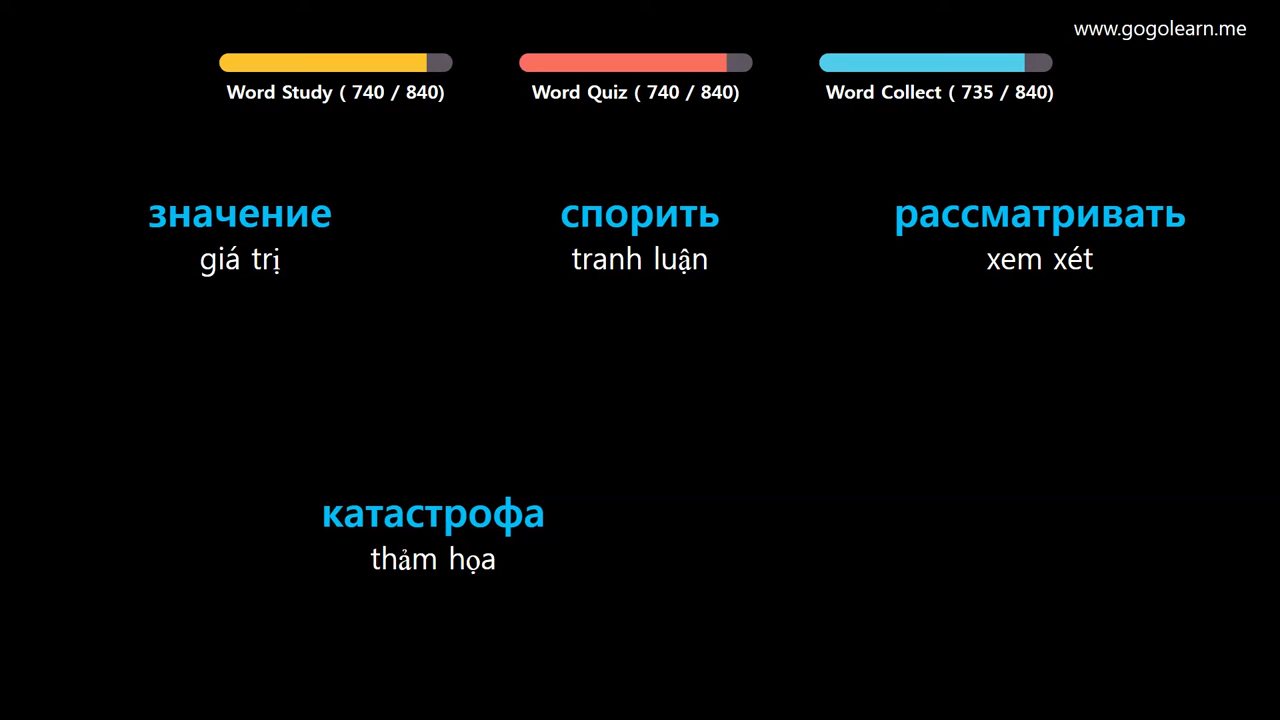 www.gogolearn.me
Word Study ( 740 / 840)
Word Quiz ( 740 / 840)
Word Collect ( 735 / 840)
значение
giá trị
спорить
tranh luận
рассматривать
xem xét
катастрофа
thảm họa